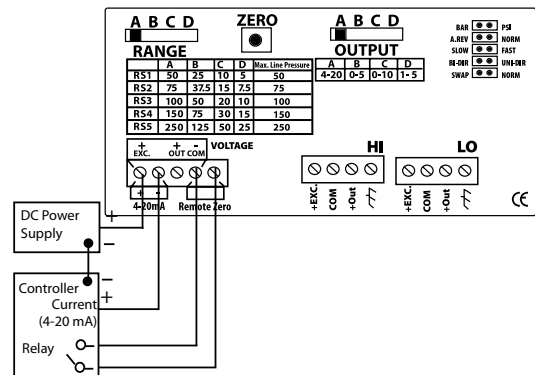 A B C D
ZERO
A B C D
RANGE
OUTPUT
A B C D Max. Line Pressure
RS1 50 25 10 5 50
RS2 75 37.5 15 7.5 75
RS3 100 50 20 10 100
RS4 150 75 30 15 150
RS5 250 125 50 25 250
A B C D
4-20 0-5 0-10 1-5
BAR PSI
A.REV NORM
SLOW FAST
BI-DIR UNI-DIR
SWAP NORM
+ + - VOLTAGE
EXC. OUT COM
+ -
4-20mA Remote Zero
HI
+EXC.
COM
+Out
LO
+EXC.
COM
+Out
CE
DC Power
Supply
+
−
Controller
Current
(4-20 mA)
−
+
Relay